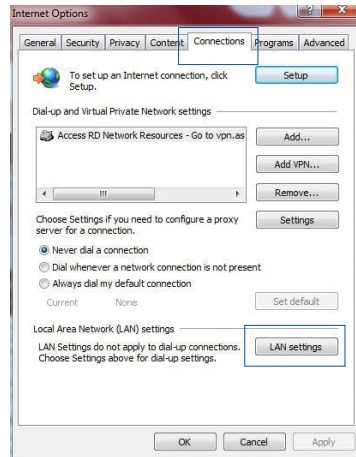 Internet Options
General Security Privacy Content Connections Programs Advanced
To set up an Internet connection, click
Setup.
Setup
Dial-up and Virtual Private Network settings
Access RD Network Resources - Go to vpn.as
Add...
Add VPN...
Remove...
Choose Settings if you need to configure a proxy
server for a connection.
Settings
Never dial a connection
Dial whenever a network connection is not present
Always dial my default connection
Current None
Set default
Local Area Network (LAN) settings
LAN Settings do not apply to dial-up connections.
Choose Settings above for dial-up settings.
LAN settings
OK Cancel Apply